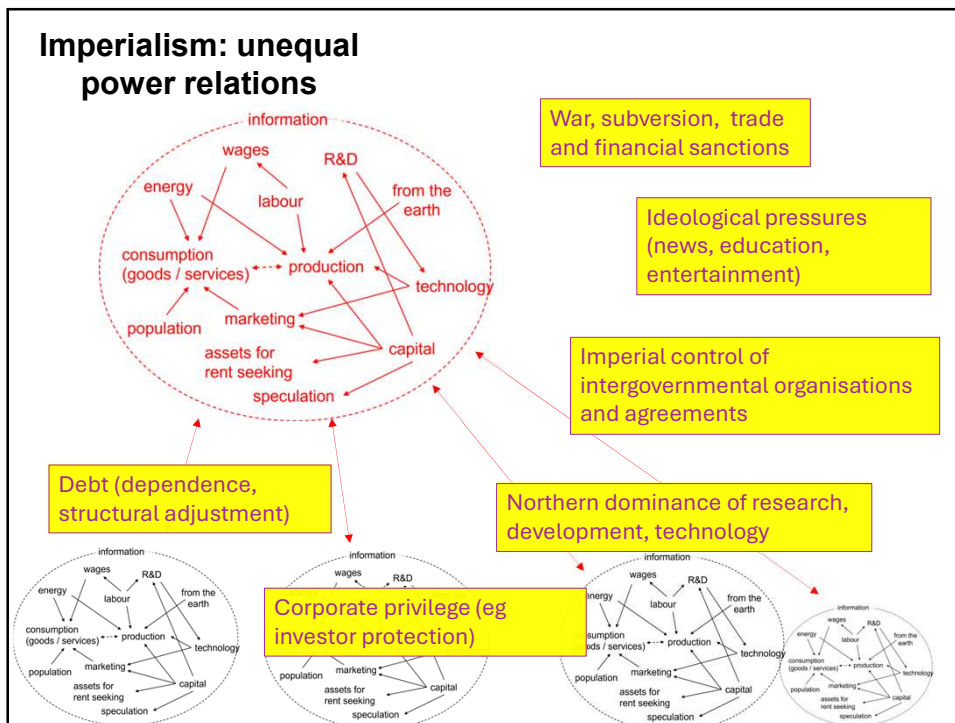 Imperialism: unequal
power relations
information
wages
R&D
energy
labour
from the
earth
consumption
(goods / services)
production
technology
population
marketing
assets for
rent seeking
capital
speculation
War, subversion, trade
and financial sanctions
Ideological pressures
(news, education,
entertainment)
Imperial control of
intergovernmental organisations
and agreements
Debt (dependence,
structural adjustment)
Northern dominance of research,
development, technology
Corporate privilege (eg
investor protection)
information
wages
R&D
energy
labour
from the
earth
consumption
(goods / services)
production
technology
population
marketing
assets for
rent seeking
capital
speculation
information
wages
R&D
marketing
assets for
rent seeking
capital
speculation
information
wages
R&D
energy
labour
from the
earth
consumption
(goods / services)
production
technology
population
marketing
assets for
rent seeking
capital
speculation
information
wages
R&D
energy
labour
from the
earth
consumption
(goods / services)
production
technology
population
marketing
assets for
rent seeking
capital
speculation